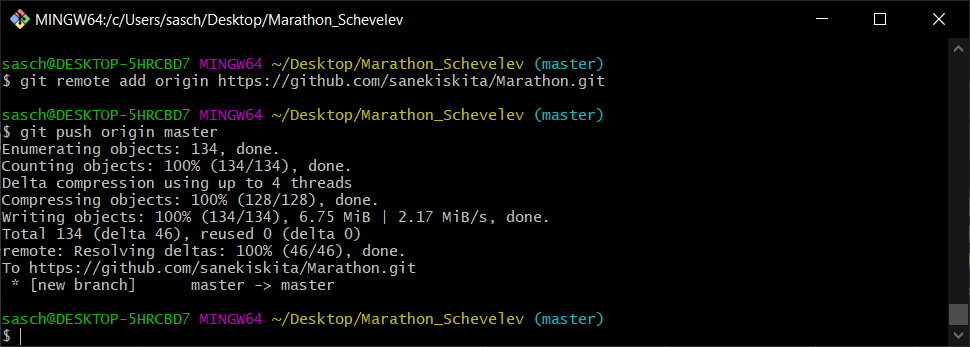 MINGW64:/c/Users/sasch/Desktop/Marathon_Schevelev
sasch@DESKTOP-5HRCBD7 MINGW64 ~/Desktop/Marathon_Schevelev (master)
$ git remote add origin https://github.com/sanekiskita/Marathon.git
sasch@DESKTOP-5HRCBD7 MINGW64 ~/Desktop/Marathon_Schevelev (master)
$ git push origin master
Enumerating objects: 134, done.
Counting objects: 100% (134/134), done.
Delta compression using up to 4 threads
Compressing objects: 100% (128/128), done.
Writing objects: 100% (134/134), 6.75 MiB | 2.17 MiB/s, done.
Total 134 (delta 46), reused 0 (delta 0)
remote: Resolving deltas: 100% (46/46), done.
To https://github.com/sanekiskita/Marathon.git
 * [new branch]      master -> master
sasch@DESKTOP-5HRCBD7 MINGW64 ~/Desktop/Marathon_Schevelev (master)
$